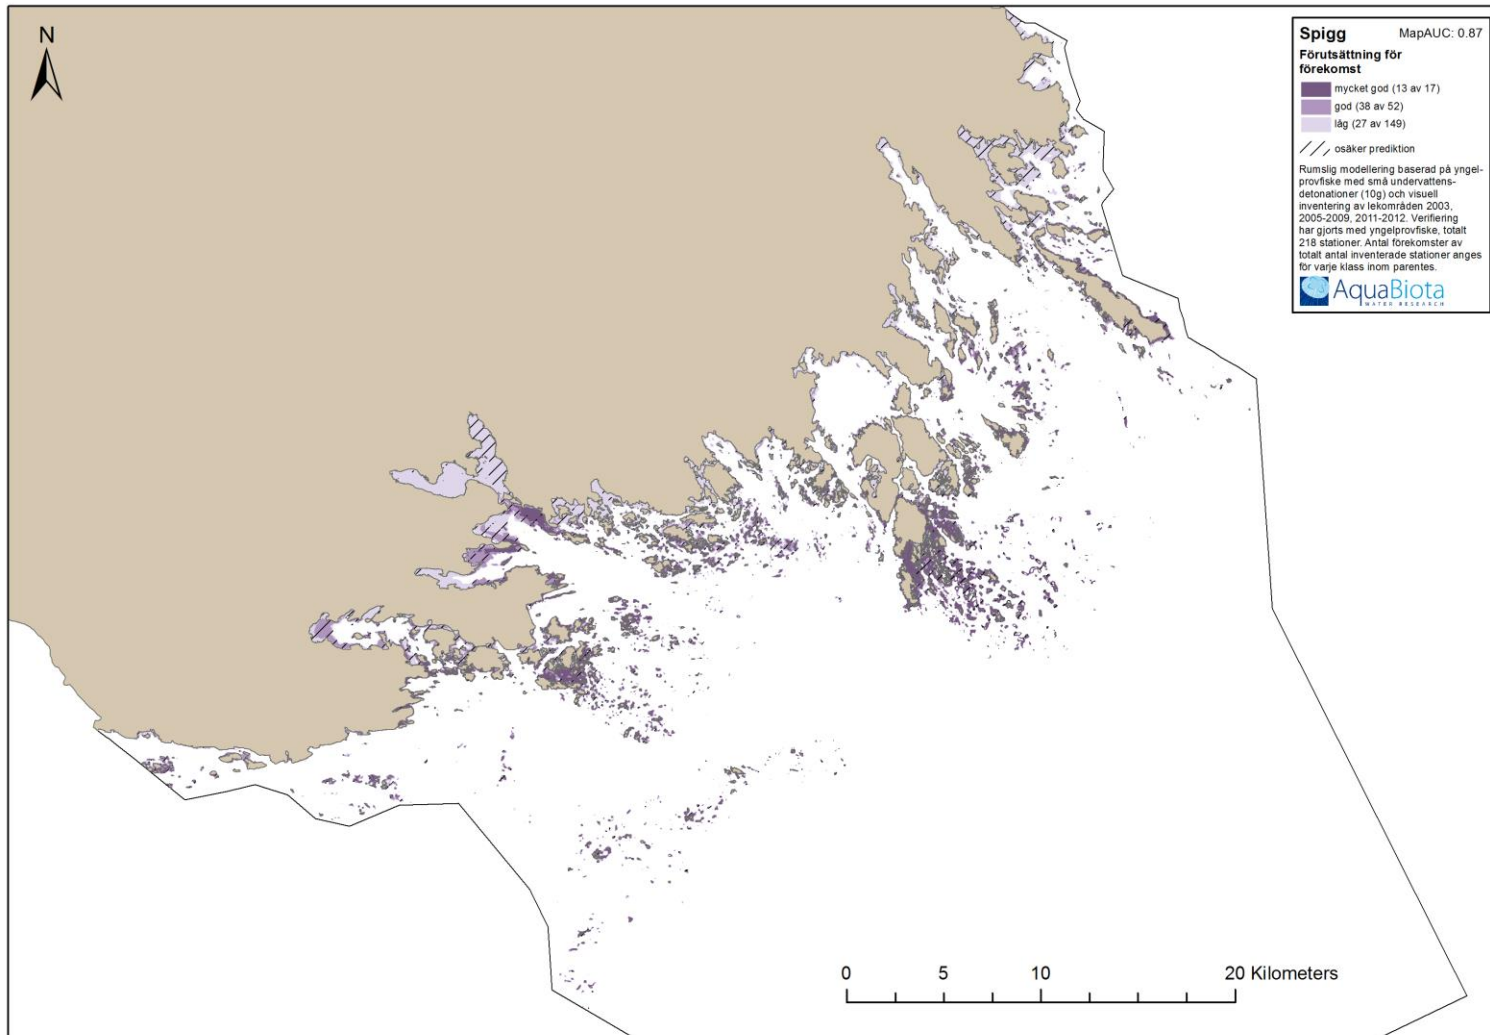 N
Spigg MapAUC: 0.87
Förutsättning för
förekomst
mycket god (13 av 17)
god (38 av 52)
låg (27 av 149)
osäker prediktion
Rumslig modellering baserad på yngel-
provfiske med små undervattens-
detonationer (10g) och visuell
inventering av lekområden 2003,
2005-2009, 2011-2012. Verifiering
har gjorts med yngelprovfiske, totalt
218 stationer. Antal förekomster av
totalt antal inventerade stationer anges
för varje klass inom parentes.
AquaBiota
WATER RESEARCH
0 5 10 20 Kilometers